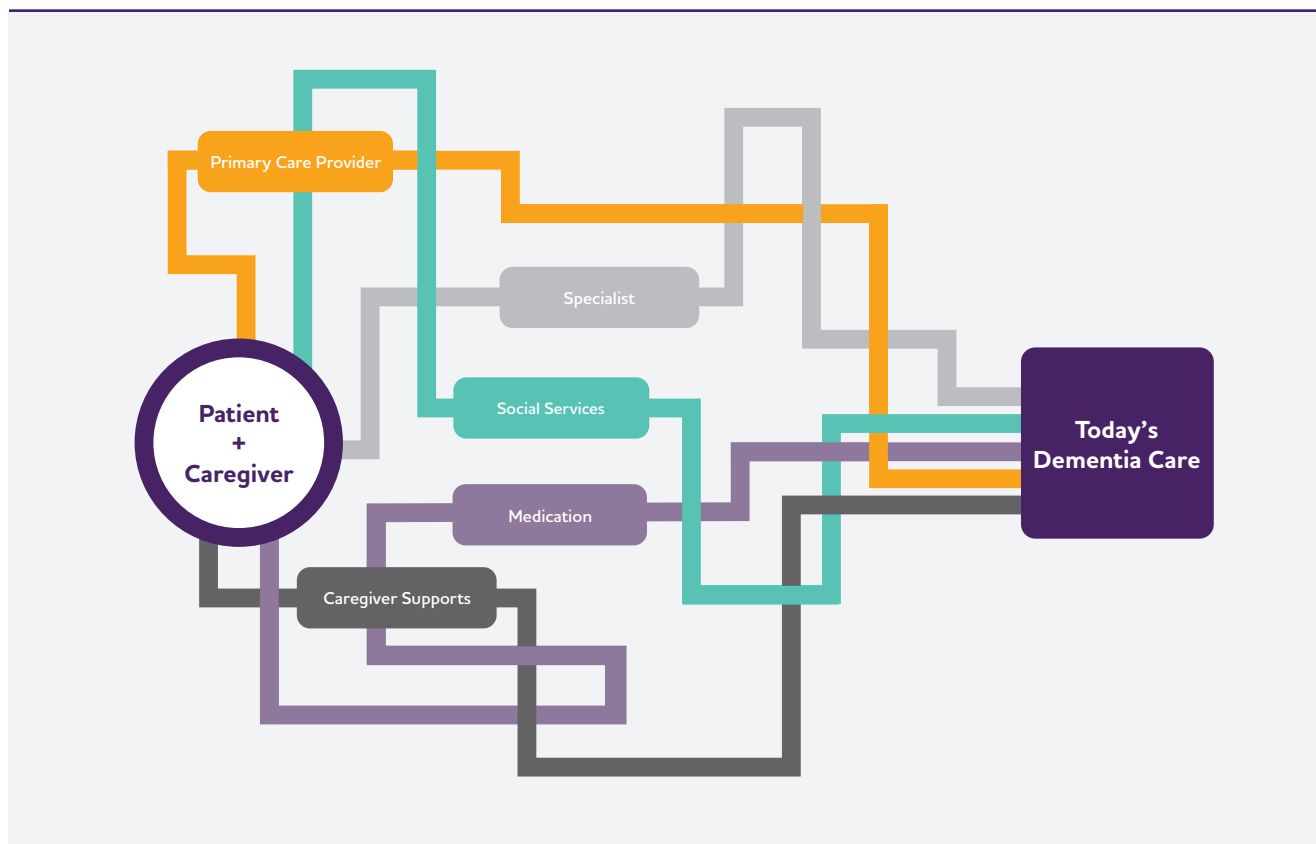 Primary Care Provider
Specialist
Patient
+
Caregiver
Social Services
Today’s
Dementia Care
Medication
Caregiver Supports